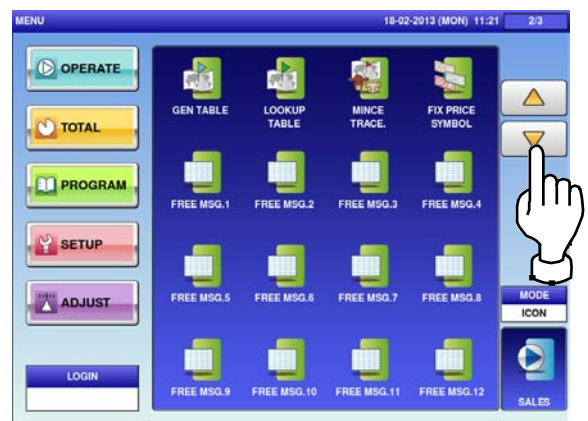 MENU 18-02-2013 (MON) 11:21 2/3
OPERATE
TOTAL
PROGRAM
SETUP
ADJUST
LOGIN
GEN TABLE
LOOKUP
TABLE
MINCE
TRACE.
FIX PRICE
SYMBOL
FREE MSG.1 FREE MSG.2 FREE MSG.3 FREE MSG.4
FREE MSG.5 FREE MSG.6 FREE MSG.7 FREE MSG.8
FREE MSG.9 FREE MSG.10 FREE MSG.11 FREE MSG.12
MODE
ICON
SALES